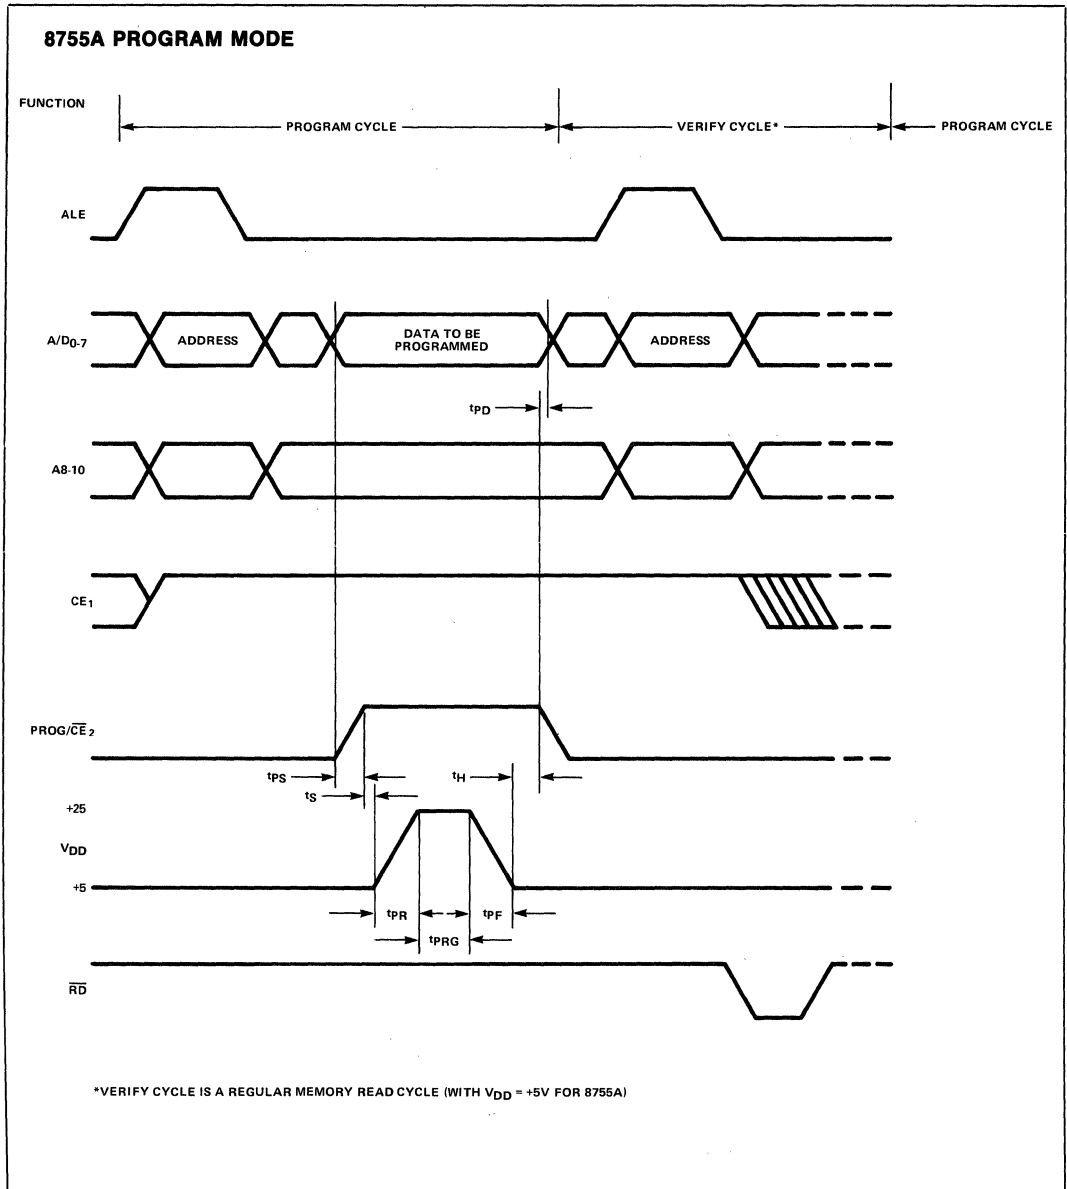 8755A PROGRAM MODE
FUNCTION
PROGRAM CYCLE
VERIFY CYCLE*
PROGRAM CYCLE
ALE
A/D0-7
ADDRESS
DATA TO BE
PROGRAMMED
ADDRESS
tPD
A8-10
CE1
PROG/C̅E̅2
tPS
tH
tS
+25
VDD
+5
tPR
tPF
tPRG
R̅D̅
*VERIFY CYCLE IS A REGULAR MEMORY READ CYCLE (WITH VDD = +5V FOR 8755A)